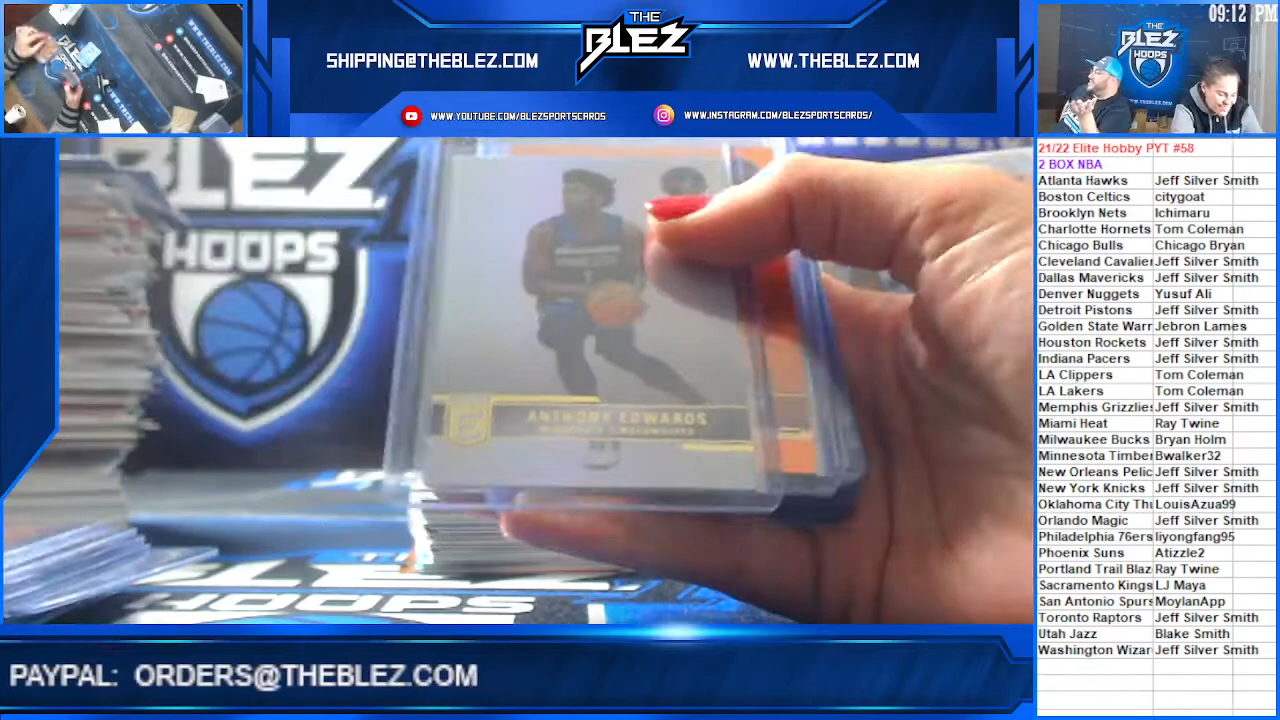 THE
BLEZ
SHIPPING@THEBLEZ.COM
WWW.THEBLEZ.COM
WWW.YOUTUBE.COM/BLEZSPORTSCARDS
WWW.INSTAGRAM.COM/BLEZSPORTSCARDS/
09:12 PM
THE
BLEZ
HOOPS
21/22 Elite Hobby PYT #58
2 BOX NBA
Atlanta Hawks Jeff Silver Smith
Boston Celtics citygoat
Brooklyn Nets Ichimaru
Charlotte Hornets Tom Coleman
Chicago Bulls Chicago Bryan
Cleveland Cavalier Jeff Silver Smith
Dallas Mavericks Jeff Silver Smith
Denver Nuggets Yusuf Ali
Detroit Pistons Jeff Silver Smith
Golden State Warr Jebron Lames
Houston Rockets Jeff Silver Smith
Indiana Pacers Jeff Silver Smith
LA Clippers Tom Coleman
LA Lakers Tom Coleman
Memphis Grizzlies Jeff Silver Smith
Miami Heat Ray Twine
Milwaukee Bucks Bryan Holm
Minnesota Timber Bwalker32
New Orleans Pelic Jeff Silver Smith
New York Knicks Jeff Silver Smith
Oklahoma City Thu LouisAzua99
Orlando Magic Jeff Silver Smith
Philadelphia 76ers liyongfang95
Phoenix Suns Atizzle2
Portland Trail Blaz Ray Twine
Sacramento Kings LJ Maya
San Antonio Spurs MoylanApp
Toronto Raptors Jeff Silver Smith
Utah Jazz Blake Smith
Washington Wizar Jeff Silver Smith
BLEZ
HOOPS
ANTHONY EDWARDS
HOOPS
PAYPAL: ORDERS@THEBLEZ.COM